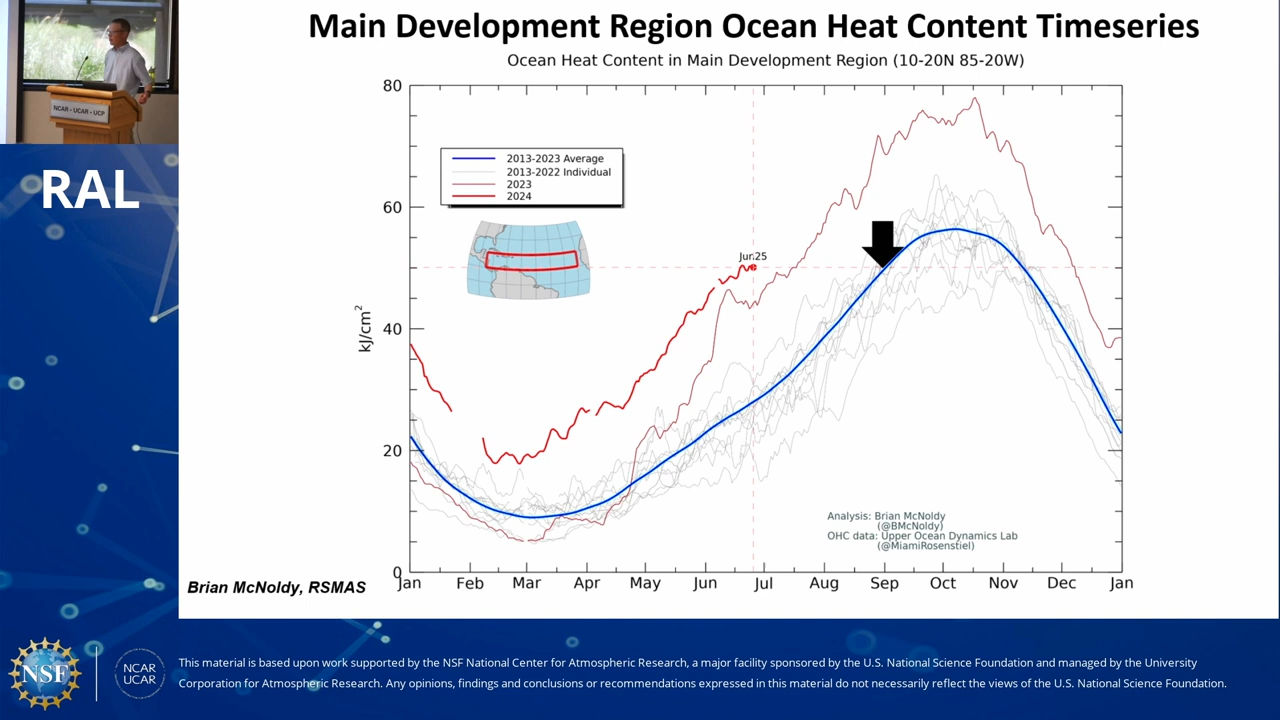 Main Development Region Ocean Heat Content Timeseries
Ocean Heat Content in Main Development Region (10-20N 85-20W)
NCAR • UCAR • UCP
RAL
80
60
40
20
0
kJ/cm²
2013-2023 Average
2013-2022 Individual
2023
2024
Jun25
Analysis: Brian McNoldy
(@BMcNoldy)
OHC data: Upper Ocean Dynamics Lab
(@MiamiRosenstiel)
Jan Feb Mar Apr May Jun Jul Aug Sep Oct Nov Dec Jan
Brian McNoldy, RSMAS
NSF
NCAR
UCAR
This material is based upon work supported by the NSF National Center for Atmospheric Research, a major facility sponsored by the U.S. National Science Foundation and managed by the University
Corporation for Atmospheric Research. Any opinions, findings and conclusions or recommendations expressed in this material do not necessarily reflect the views of the U.S. National Science Foundation.